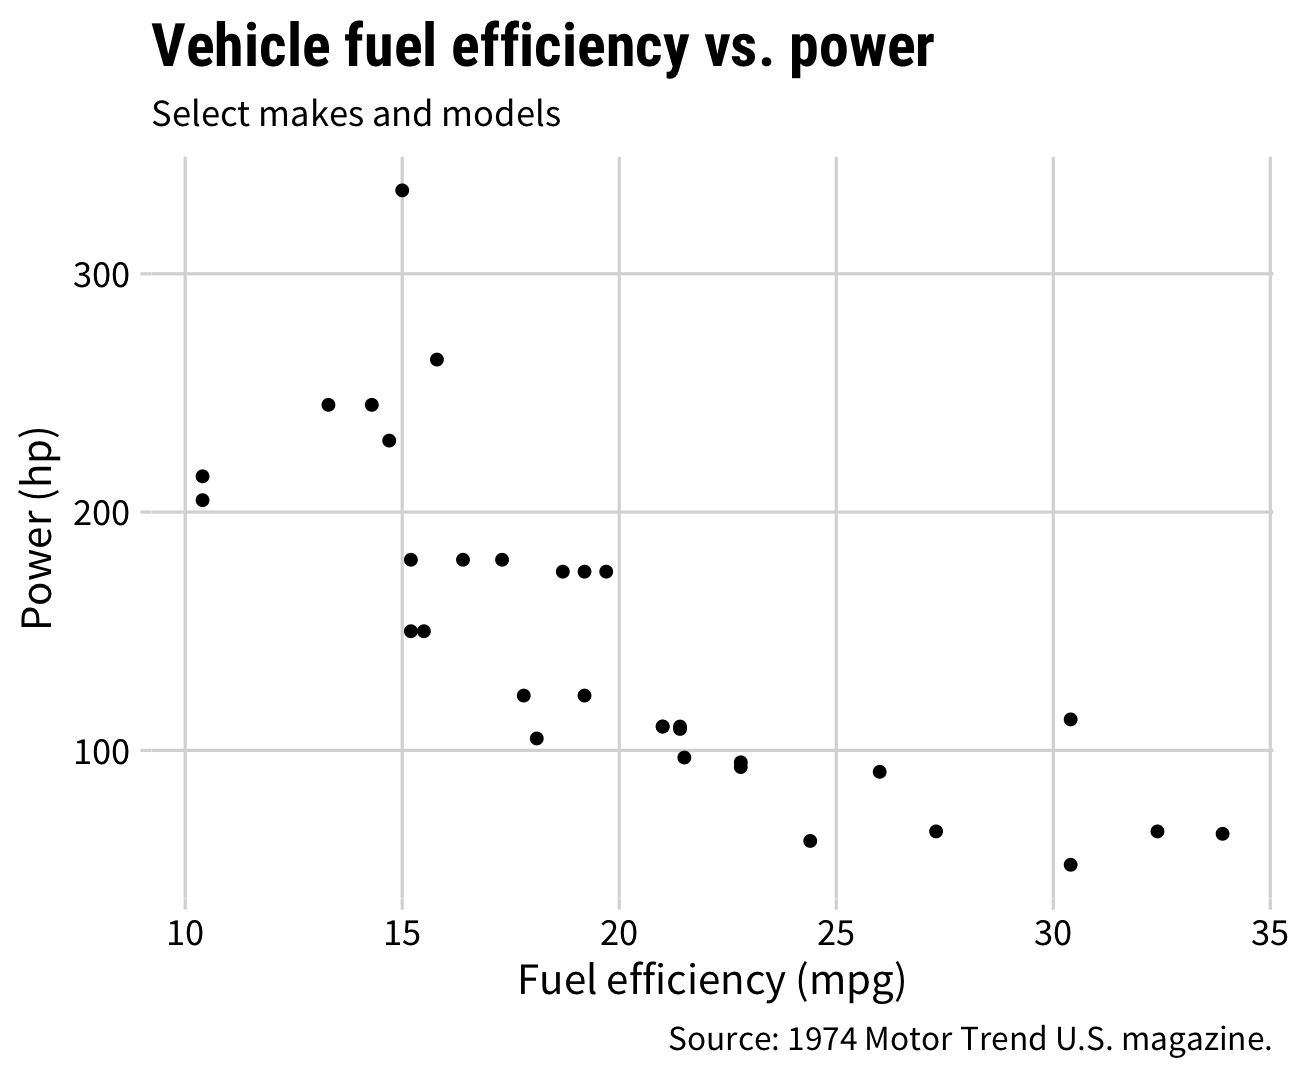 Vehicle fuel efficiency vs. power
Select makes and models
Power (hp)
300
200
100
10 15 20 25 30 35
Fuel efficiency (mpg)
Source: 1974 Motor Trend U.S. magazine.